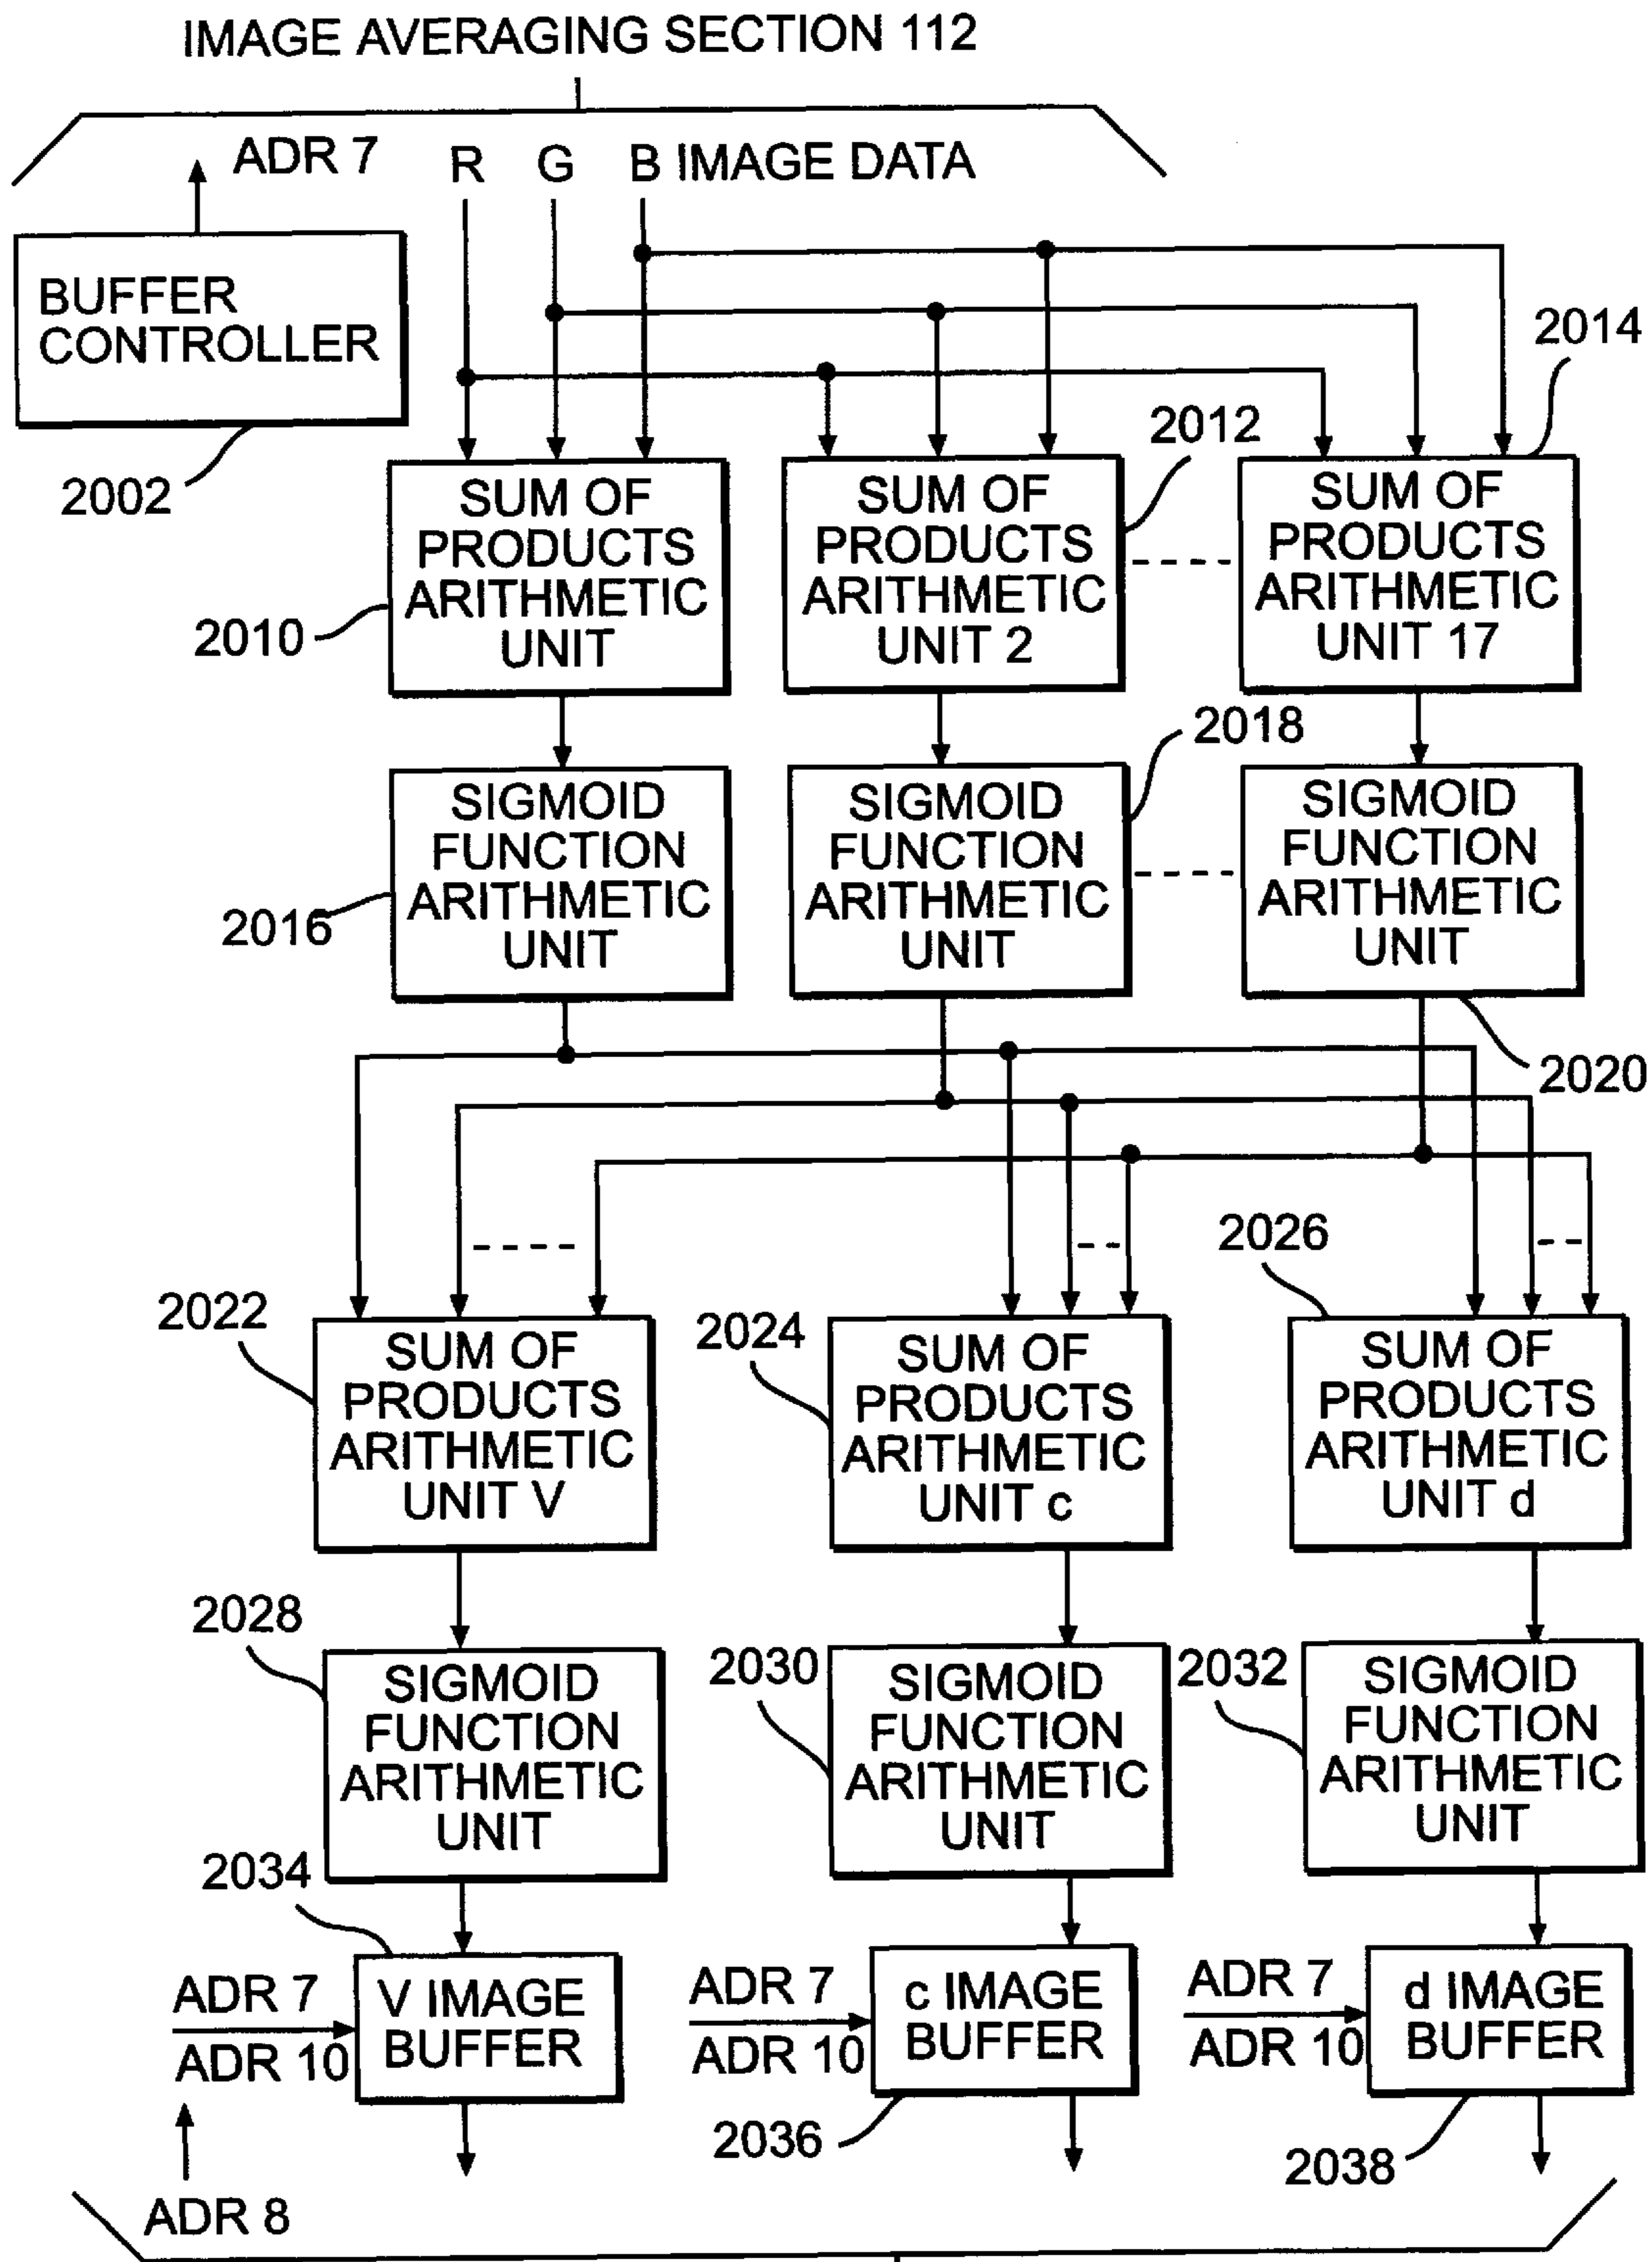 IMAGE AVERAGING SECTION 112
ADR 7
R G B IMAGE DATA
BUFFER
CONTROLLER
2002
2014
2012
SUM OF
PRODUCTS
ARITHMETIC
UNIT
2010
SUM OF
PRODUCTS
ARITHMETIC
UNIT 2
SUM OF
PRODUCTS
ARITHMETIC
UNIT 17
2018
SIGMOID
FUNCTION
ARITHMETIC
UNIT
2016
SIGMOID
FUNCTION
ARITHMETIC
UNIT
SIGMOID
FUNCTION
ARITHMETIC
UNIT
2020
2022
2024
2026
SUM OF
PRODUCTS
ARITHMETIC
UNIT V
SUM OF
PRODUCTS
ARITHMETIC
UNIT c
SUM OF
PRODUCTS
ARITHMETIC
UNIT d
2028
2030
2032
SIGMOID
FUNCTION
ARITHMETIC
UNIT
SIGMOID
FUNCTION
ARITHMETIC
UNIT
SIGMOID
FUNCTION
ARITHMETIC
UNIT
2034
ADR 7
ADR 10
V IMAGE
BUFFER
ADR 7
ADR 10
c IMAGE
BUFFER
ADR 7
ADR 10
d IMAGE
BUFFER
2036
2038
ADR 8